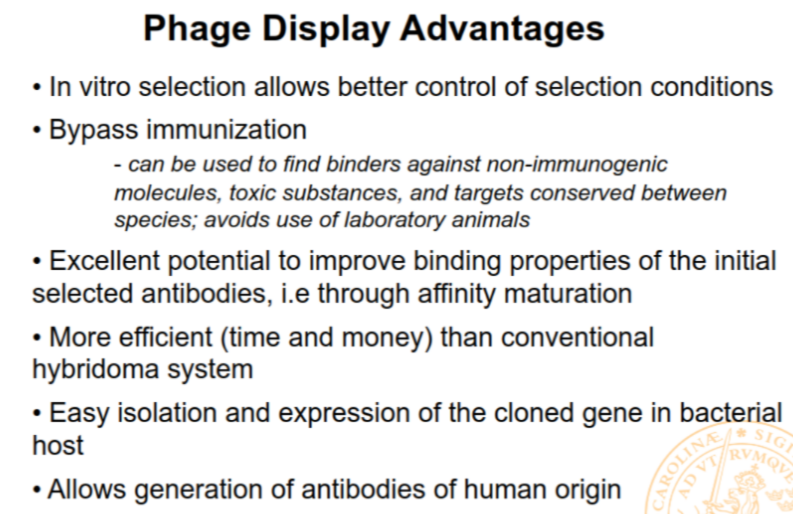 Phage Display Advantages
• In vitro selection allows better control of selection conditions
• Bypass immunization
- can be used to find binders against non-immunogenic
molecules, toxic substances, and targets conserved between
species; avoids use of laboratory animals
• Excellent potential to improve binding properties of the initial
selected antibodies, i.e through affinity maturation
• More efficient (time and money) than conventional
hybridoma system
• Easy isolation and expression of the cloned gene in bacterial
host
• Allows generation of antibodies of human origin
CAROLINÆ * SIGI
AD VT RVMQVE